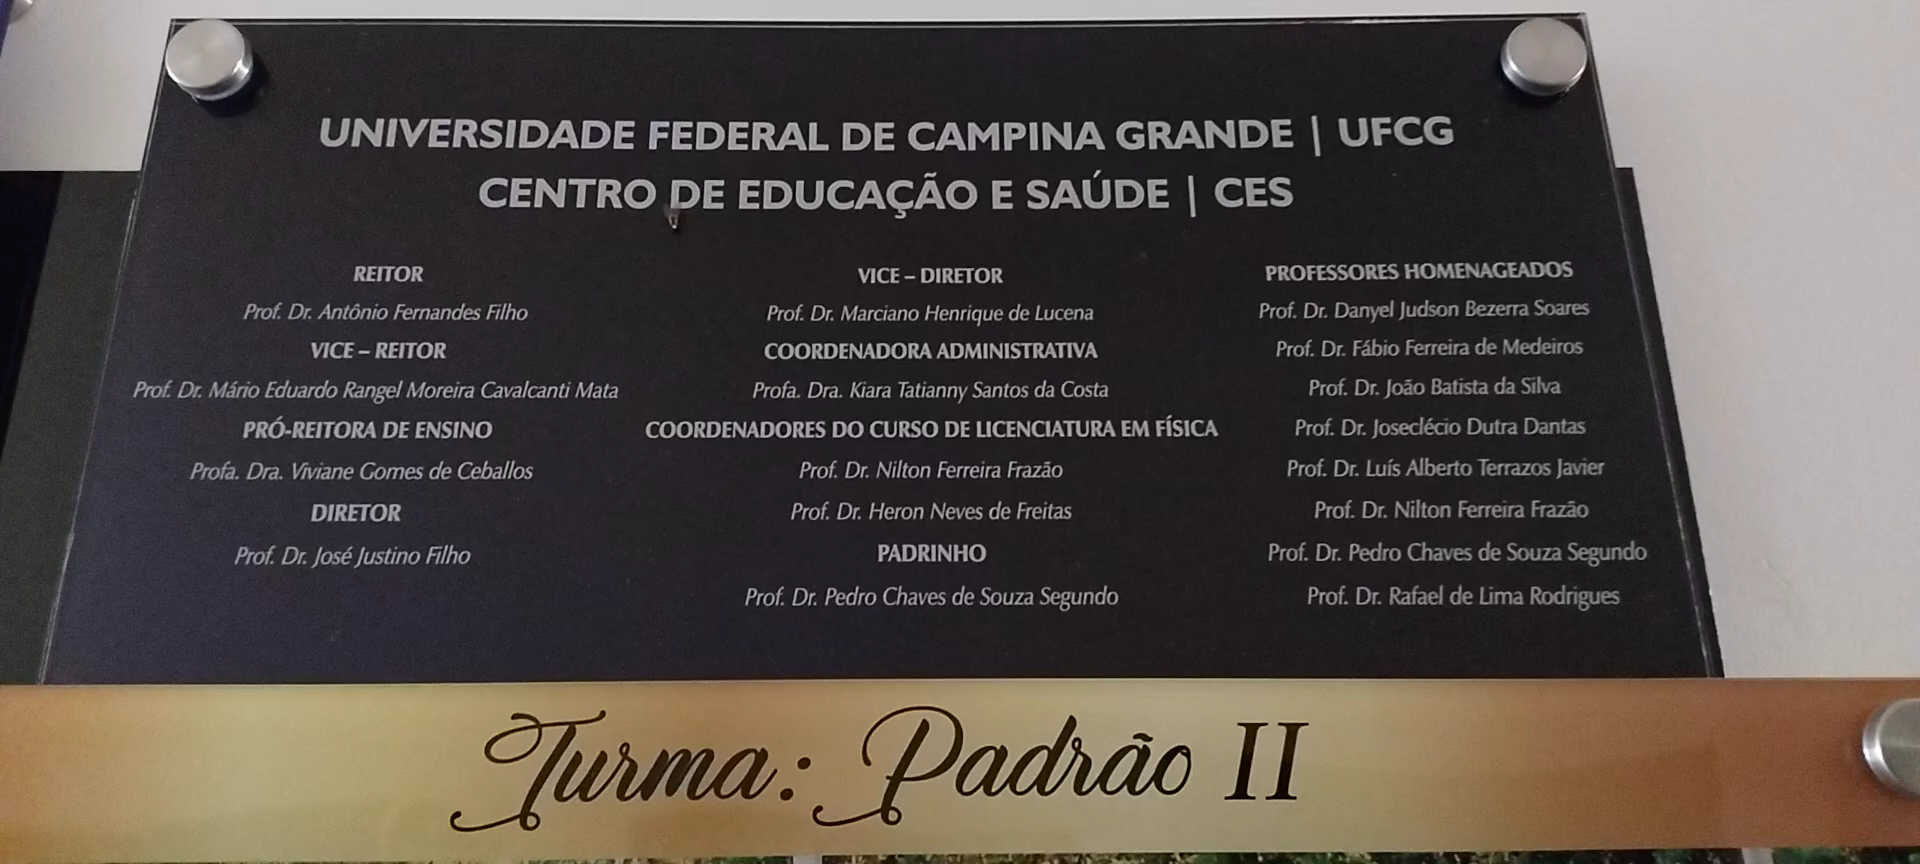 UNIVERSIDADE FEDERAL DE CAMPINA GRANDE | UFCG
CENTRO DE EDUCAÇÃO E SAÚDE | CES
REITOR
Prof. Dr. Antônio Fernandes Filho
VICE – REITOR
Prof. Dr. Mário Eduardo Rangel Moreira Cavalcanti Mata
PRÓ-REITORA DE ENSINO
Profa. Dra. Viviane Gomes de Ceballos
DIRETOR
Prof. Dr. José Justino Filho
VICE – DIRETOR
Prof. Dr. Marciano Henrique de Lucena
COORDENADORA ADMINISTRATIVA
Profa. Dra. Kiara Tatianny Santos da Costa
COORDENADORES DO CURSO DE LICENCIATURA EM FÍSICA
Prof. Dr. Nilton Ferreira Frazão
Prof. Dr. Heron Neves de Freitas
PADRINHO
Prof. Dr. Pedro Chaves de Souza Segundo
PROFESSORES HOMENAGEADOS
Prof. Dr. Danyel Judson Bezerra Soares
Prof. Dr. Fábio Ferreira de Medeiros
Prof. Dr. João Batista da Silva
Prof. Dr. Joseclécio Dutra Dantas
Prof. Dr. Luís Alberto Terrazos Javier
Prof. Dr. Nilton Ferreira Frazão
Prof. Dr. Pedro Chaves de Souza Segundo
Prof. Dr. Rafael de Lima Rodrigues
Turma: Padrão II